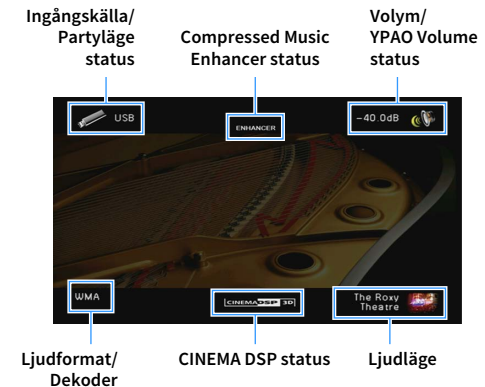 Ingångskälla/
Partyläge
status
Compressed Music
Enhancer status
Volym/
YPAO Volume
status
USB
ENHANCER
-40.0dB
WMA
CINEMA DSP 3D
The Roxy
Theatre
Ljudformat/
Dekoder
CINEMA DSP status
Ljudläge